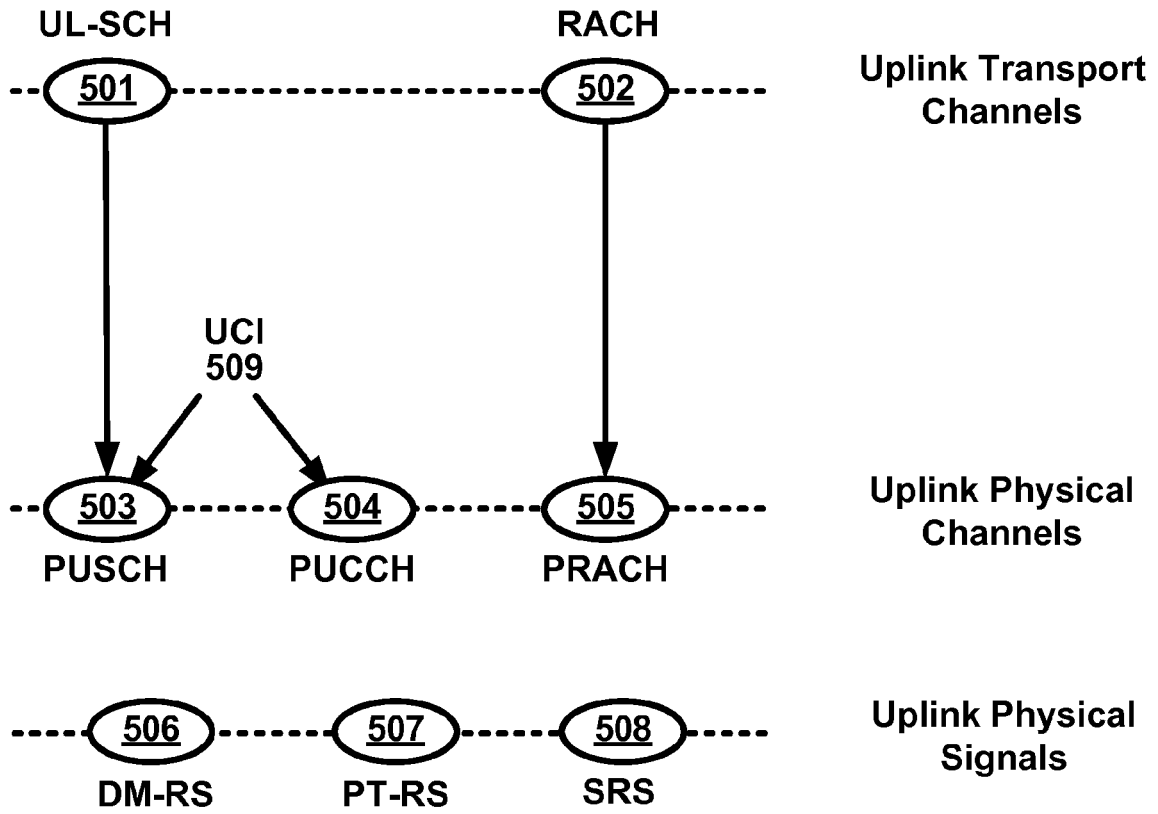 UL-SCH
RACH
501
502
Uplink Transport
Channels
UCI
509
503
504
505
Uplink Physical
Channels
PUSCH
PUCCH
PRACH
506
507
508
Uplink Physical
Signals
DM-RS
PT-RS
SRS